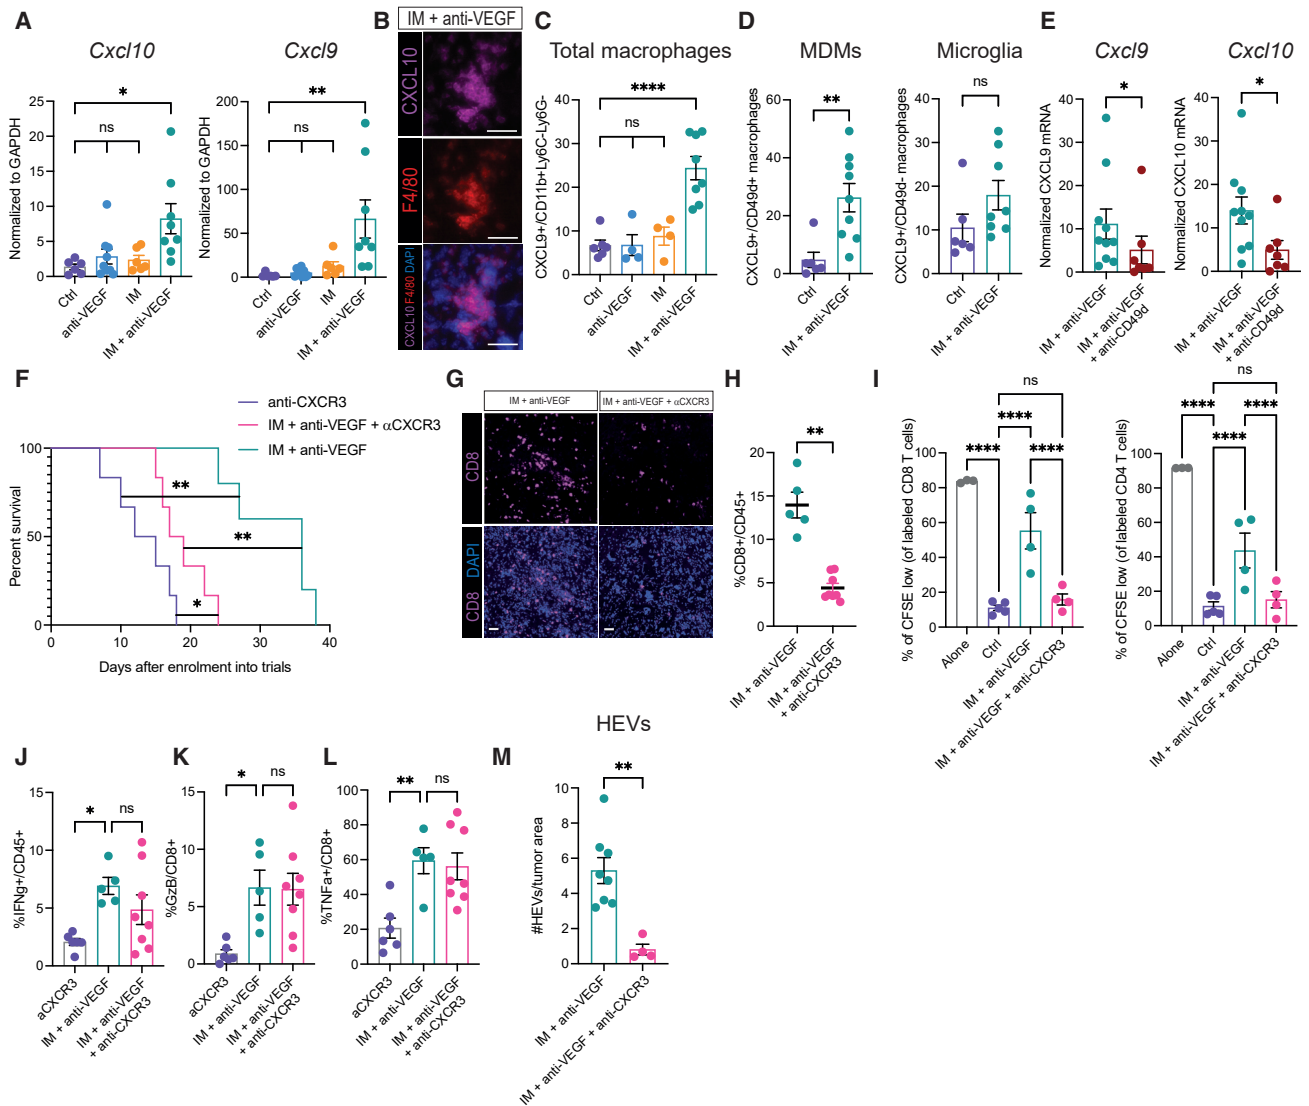 A
Cxcl10
Normalized to GAPDH
25
20
15
10
5
0
*
ns
Ctrl
anti-VEGF
IM
IM + anti-VEGF
Cxcl9
Normalized to GAPDH
200
150
100
50
0
**
ns
Ctrl
anti-VEGF
IM
IM + anti-VEGF
B
IM + anti-VEGF
CXCL10
F4/80
CXCL10 F4/80 DAPI
C
Total macrophages
CXCL9+/CD11b+Ly6C-Ly6G-
40
30
20
10
0
****
ns
Ctrl
anti-VEGF
IM
IM + anti-VEGF
D
MDMs
CXCL9+/CD49d+ macrophages
60
40
20
0
**
Ctrl
IM + anti-VEGF
Microglia
CXCL9+/CD49d- macrophages
40
30
20
10
0
ns
Ctrl
IM + anti-VEGF
E
Cxcl9
Normalized CXCL9 mRNA
40
30
20
10
0
*
IM + anti-VEGF
IM + anti-VEGF
+ anti-CD49d
Cxcl10
Normalized CXCL10 mRNA
40
30
20
10
0
*
IM + anti-VEGF
IM + anti-VEGF
+ anti-CD49d
F
anti-CXCR3
IM + anti-VEGF + αCXCR3
IM + anti-VEGF
Percent survival
100
50
0
**
**
*
0 10 20 30 40
Days after enrolment into trials
G
IM + anti-VEGF
IM + anti-VEGF + αCXCR3
CD8
CD8 DAPI
H
%CD8+/CD45+
20
15
10
5
0
**
IM + anti-VEGF
IM + anti-VEGF
+ anti-CXCR3
I
% of CFSE low (of labeled CD8 T cells)
100
80
60
40
20
0
ns
****
****
****
Alone
Ctrl
IM + anti-VEGF
IM + anti-VEGF + anti-CXCR3
% of CFSE low (of labeled CD4 T cells)
100
80
60
40
20
0
ns
****
****
****
Alone
Ctrl
IM + anti-VEGF
IM + anti-VEGF + anti-CXCR3
J
%IFNg+/CD45+
15
10
5
0
*
ns
aCXCR3
IM + anti-VEGF
IM + anti-VEGF
+ anti-CXCR3
K
%GzB/CD8+
15
10
5
0
*
ns
aCXCR3
IM + anti-VEGF
IM + anti-VEGF
+ anti-CXCR3
L
%TNFa+/CD8+
100
80
60
40
20
0
**
ns
aCXCR3
IM + anti-VEGF
IM + anti-VEGF
+ anti-CXCR3
M
HEVs
#HEVs/tumor area
10
8
6
4
2
0
**
IM + anti-VEGF
IM + anti-VEGF + anti-CXCR3